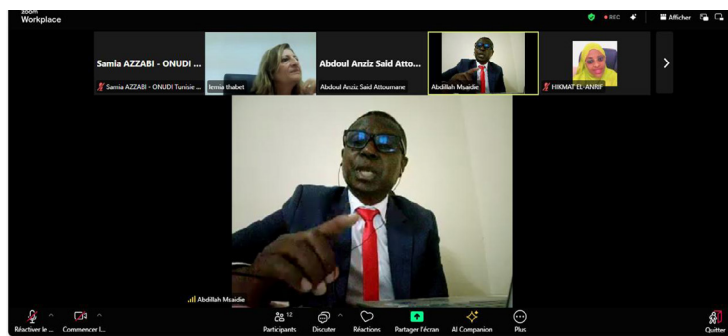 zoom
Workplace
REC
Afficher
Samia AZZABI - ONUDI ...
Samia AZZABI - ONUDI Tunisie ...
lemia thabet
Abdoul Anziz Said Atto...
Abdoul Anziz Said Attoumane
Abdillah Msaidie
HIKMAT EL-ANRIF
Abdillah Msaidie
Réactiver le ...
Commencer l...
12
Participants
Discuter
Réactions
Partager l'écran
AI Companion
Plus
Quitter